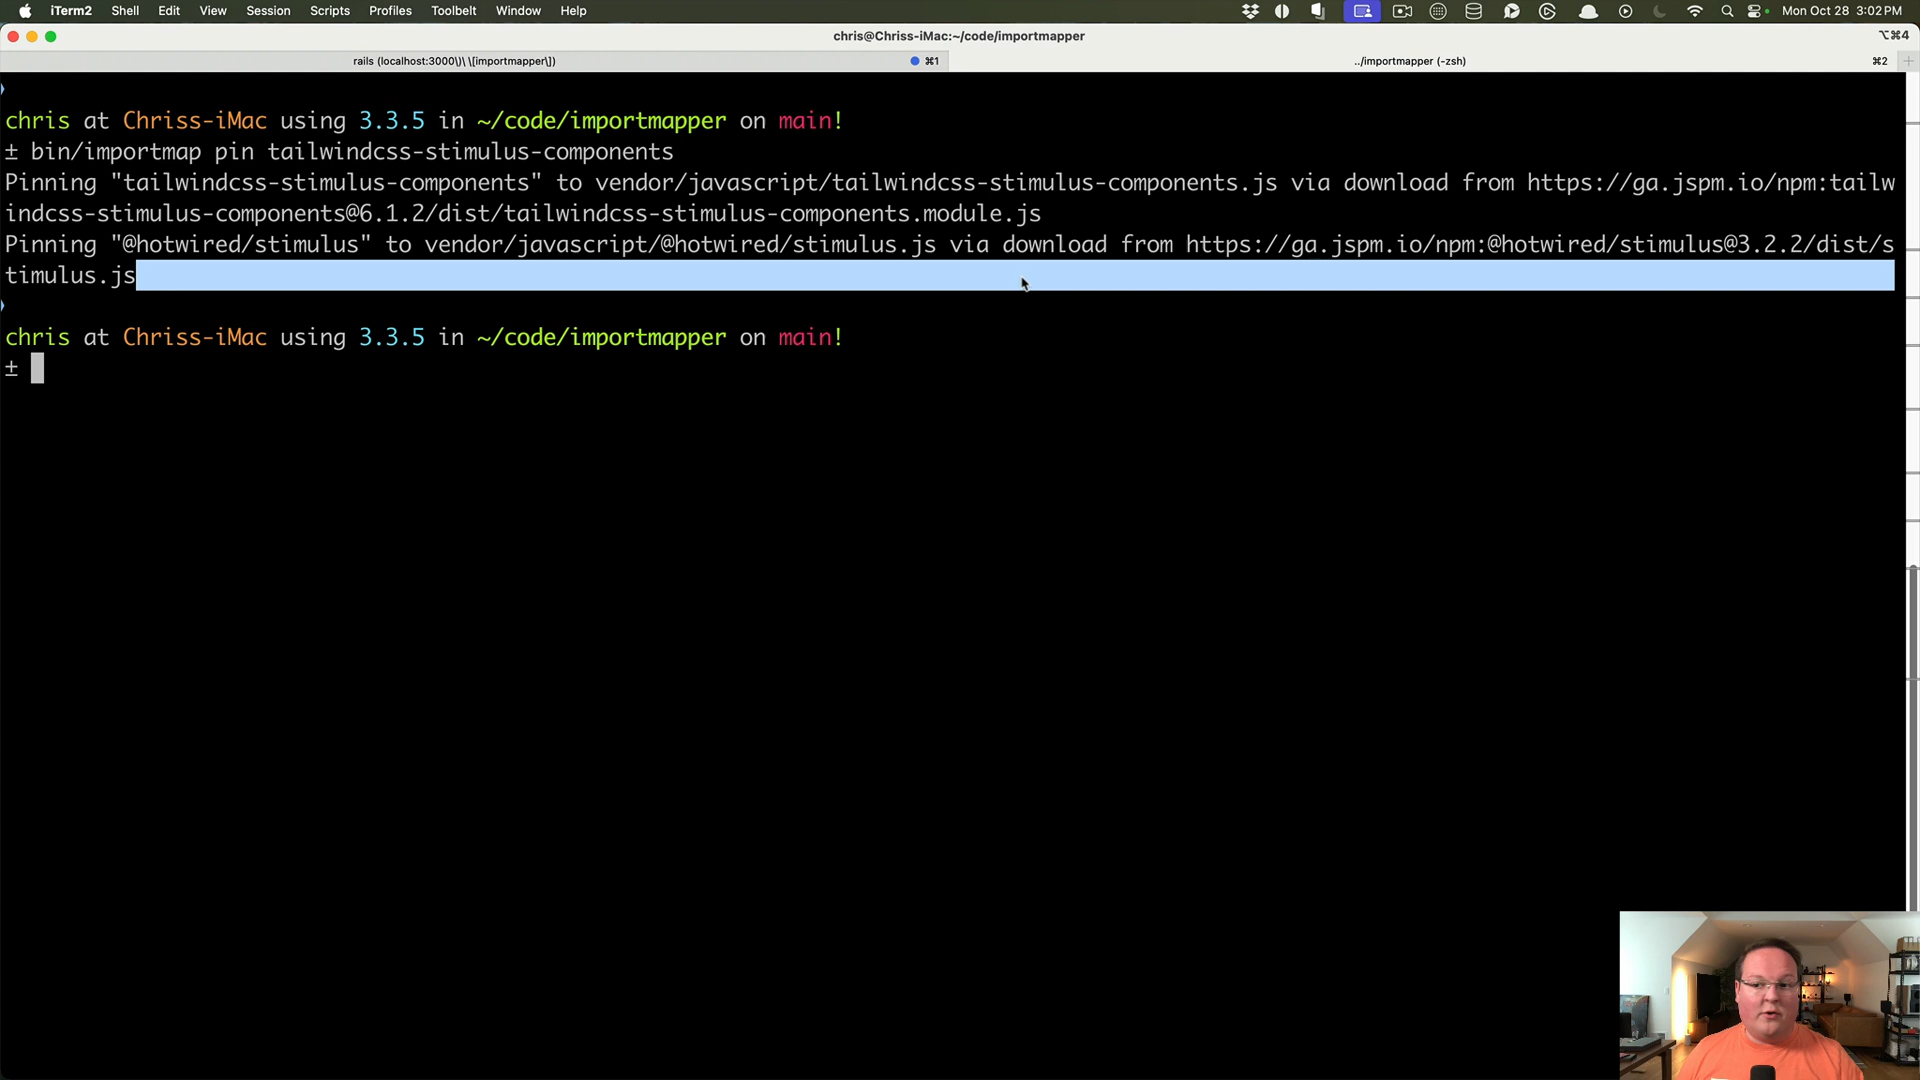 iTerm2 Shell Edit View Session Scripts Profiles Toolbelt Window Help Mon Oct 28 3:02 PM
chris@Chriss-iMac:~/code/importmapper ⌥⌘4
rails (localhost:3000\)\ \[importmapper\]) ⌘1 ../importmapper (-zsh) ⌘2
chris at Chriss-iMac using 3.3.5 in ~/code/importmapper on main!
± bin/importmap pin tailwindcss-stimulus-components
Pinning "tailwindcss-stimulus-components" to vendor/javascript/tailwindcss-stimulus-components.js via download from https://ga.jspm.io/npm:tailw
indcss-stimulus-components@6.1.2/dist/tailwindcss-stimulus-components.module.js
Pinning "@hotwired/stimulus" to vendor/javascript/@hotwired/stimulus.js via download from https://ga.jspm.io/npm:@hotwired/stimulus@3.2.2/dist/s
timulus.js
chris at Chriss-iMac using 3.3.5 in ~/code/importmapper on main!
±